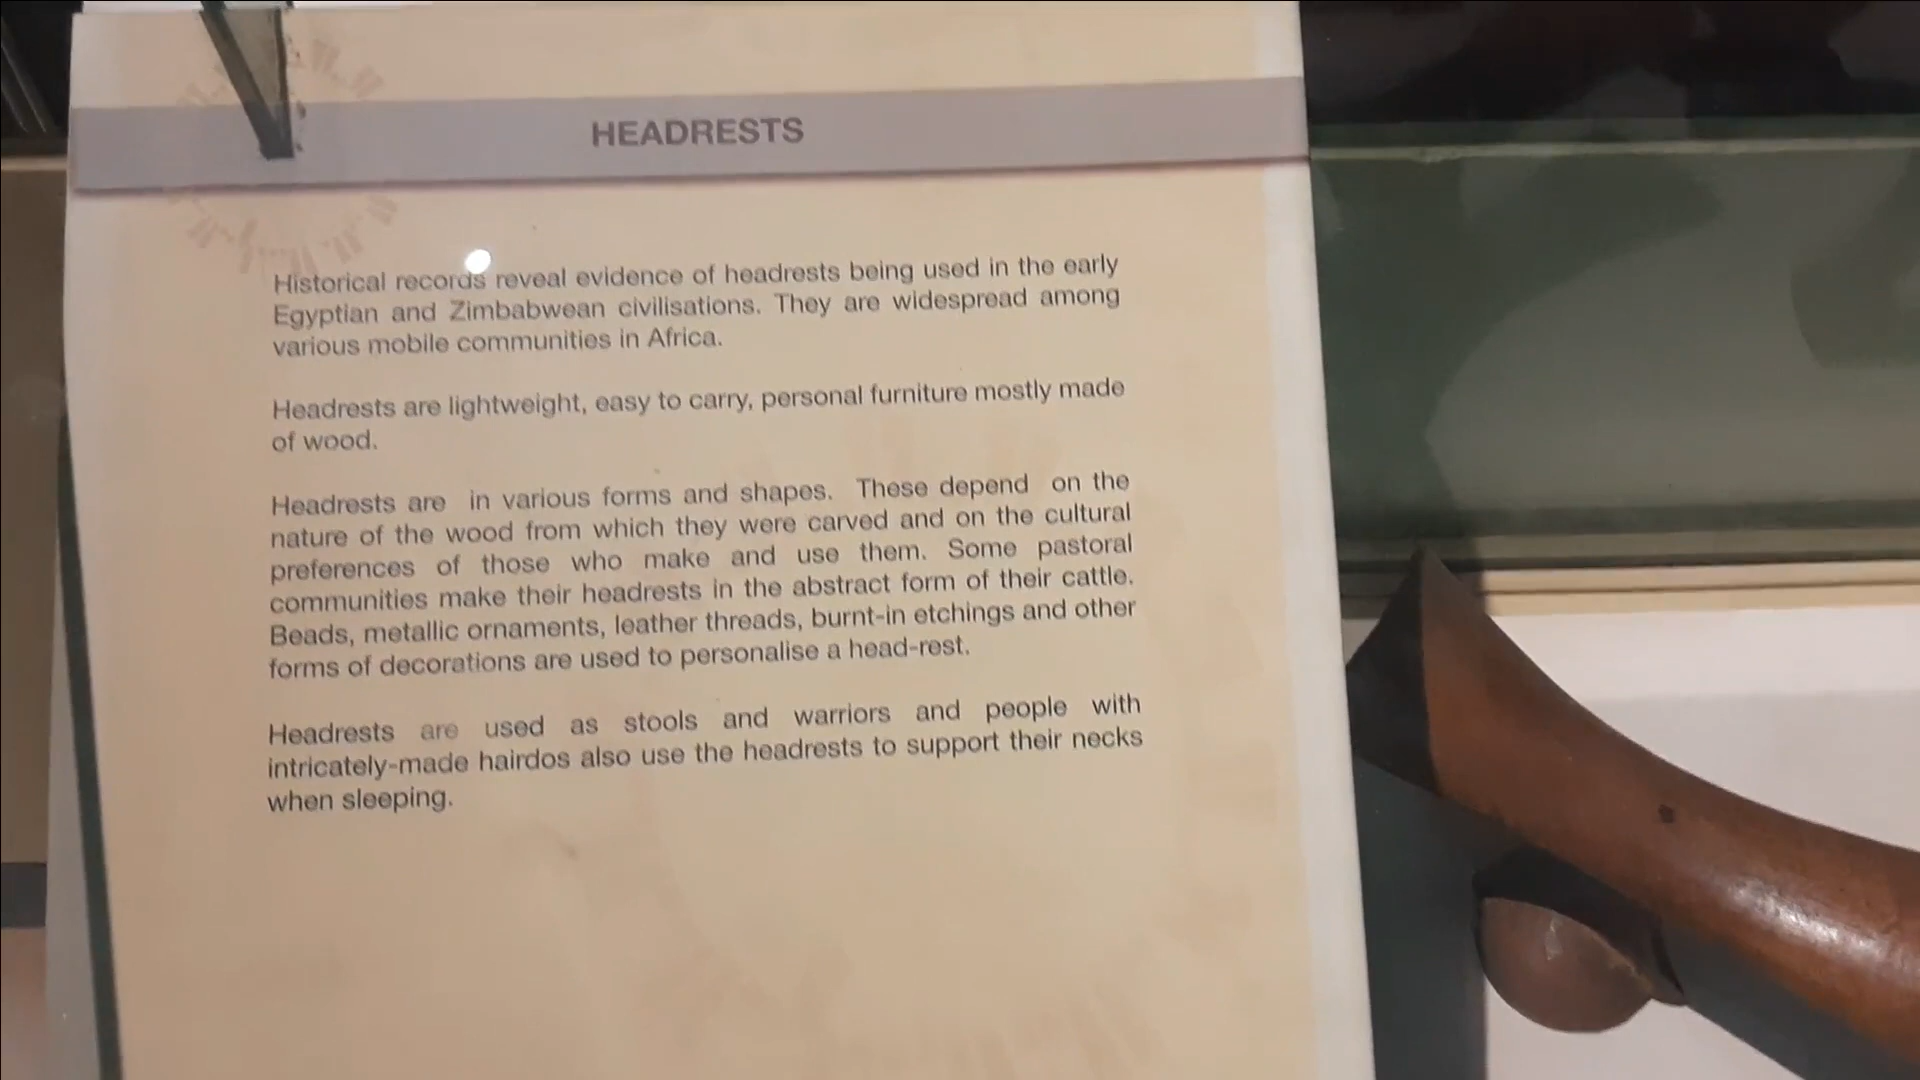 HEADRESTS
Historical records reveal evidence of headrests being used in the early
Egyptian and Zimbabwean civilisations. They are widespread among
various mobile communities in Africa.
Headrests are lightweight, easy to carry, personal furniture mostly made
of wood.
Headrests are in various forms and shapes. These depend on the
nature of the wood from which they were carved and on the cultural
preferences of those who make and use them. Some pastoral
communities make their headrests in the abstract form of their cattle.
Beads, metallic ornaments, leather threads, burnt-in etchings and other
forms of decorations are used to personalise a head-rest.
Headrests are used as stools and warriors and people with
intricately-made hairdos also use the headrests to support their necks
when sleeping.